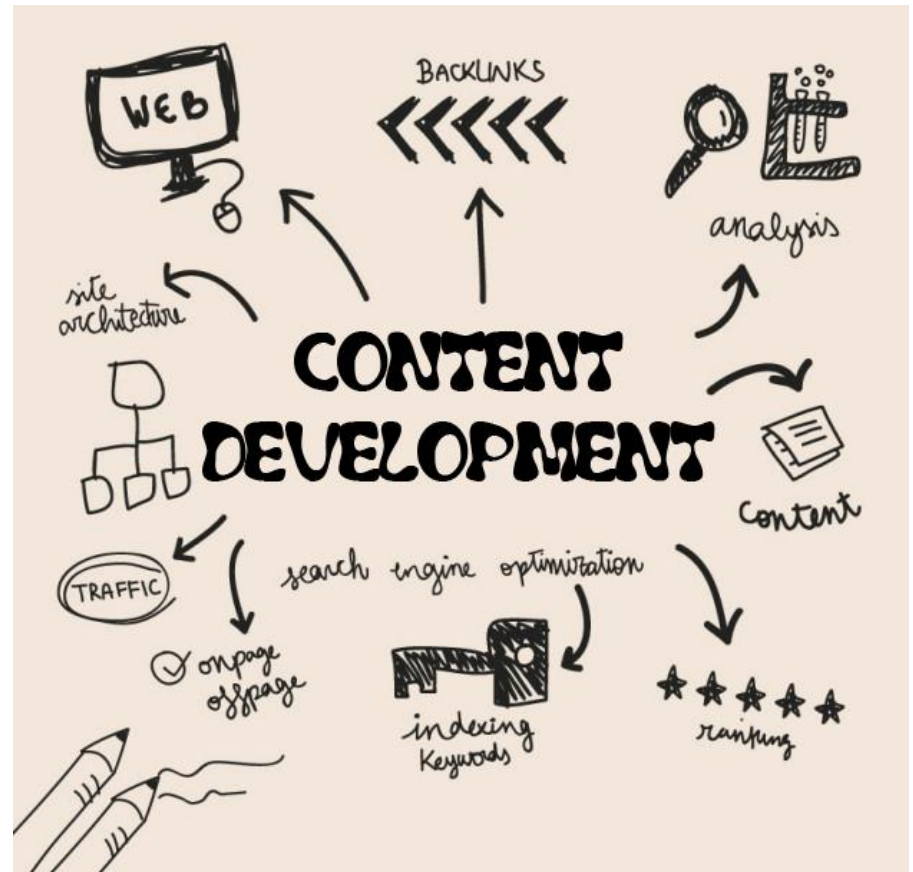 WEB
BACKLINKS
analysis
site
architecture
CONTENT
DEVELOPMENT
content
TRAFFIC
search engine optimization
onpage
offpage
indexing
Keywords
ranking